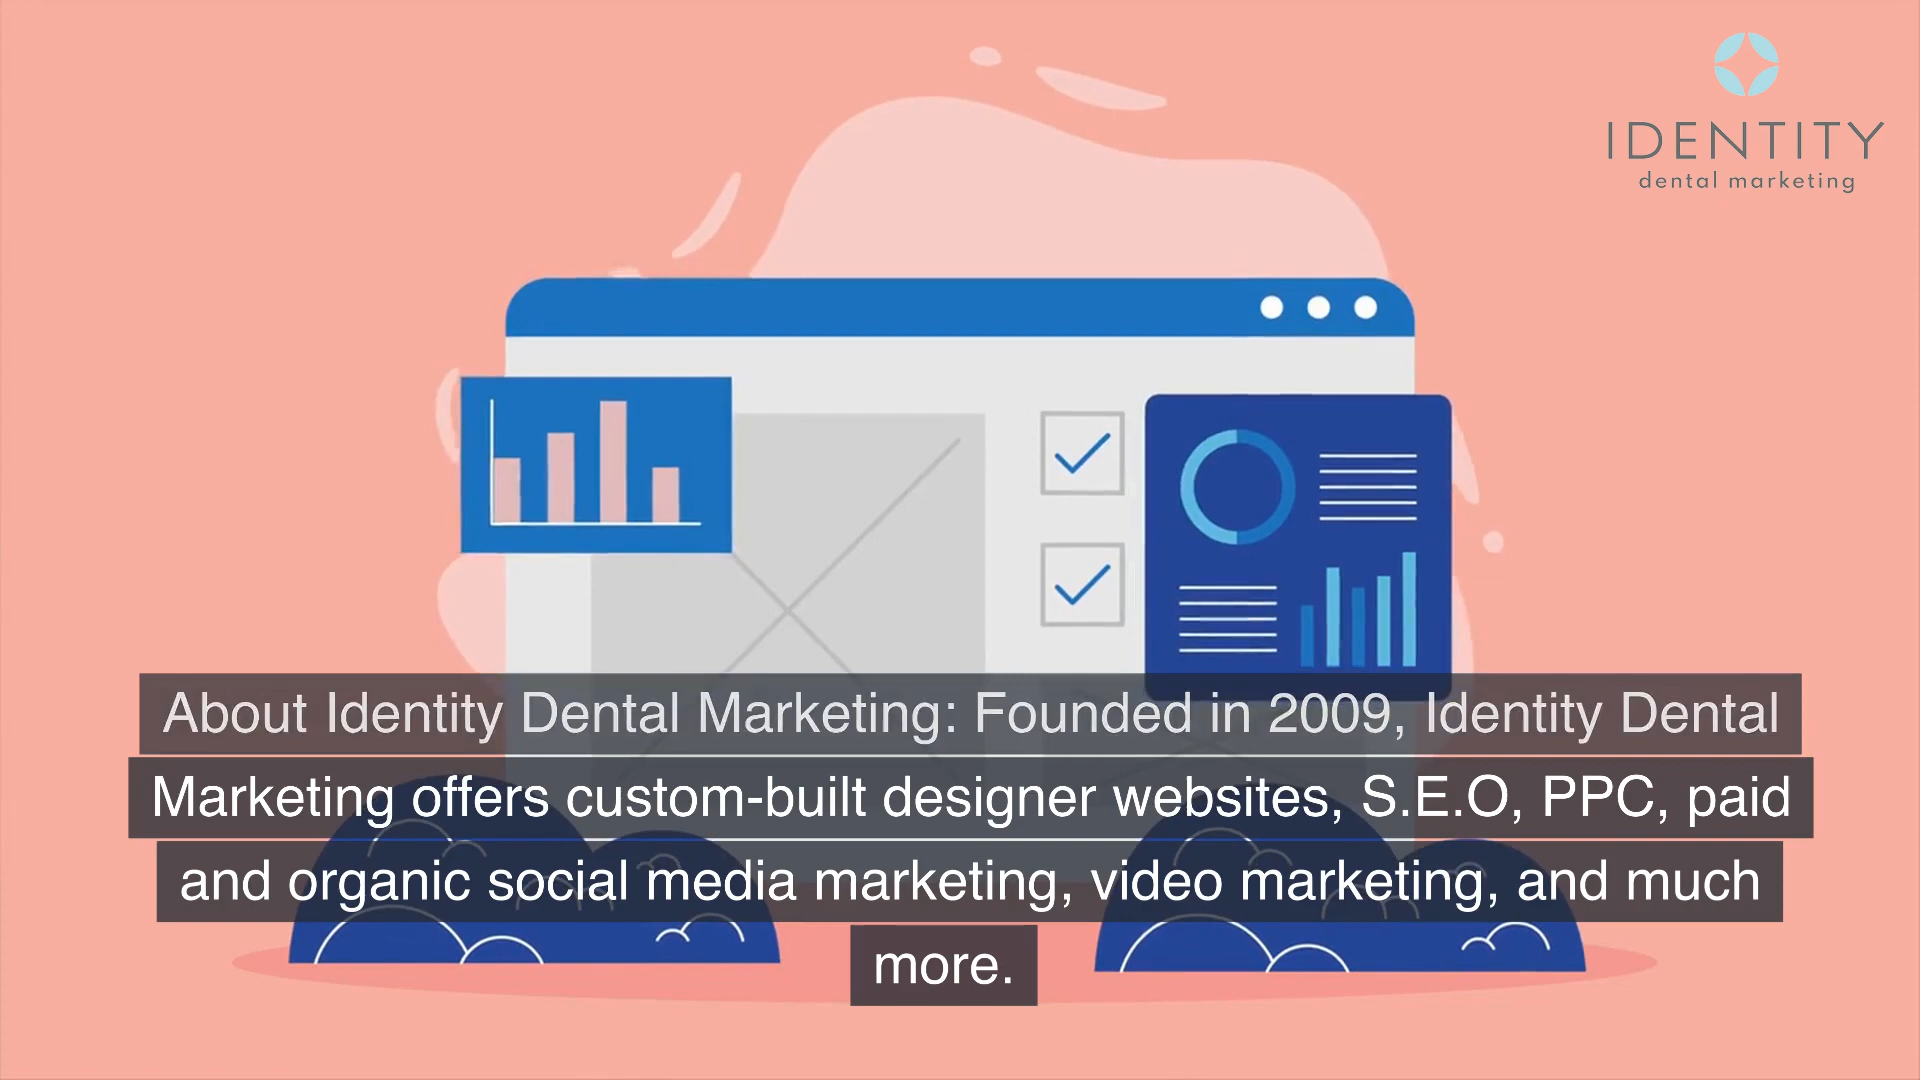 IDENTITY
dental marketing
About Identity Dental Marketing: Founded in 2009, Identity Dental
Marketing offers custom-built designer websites, S.E.O, PPC, paid
and organic social media marketing, video marketing, and much
more.